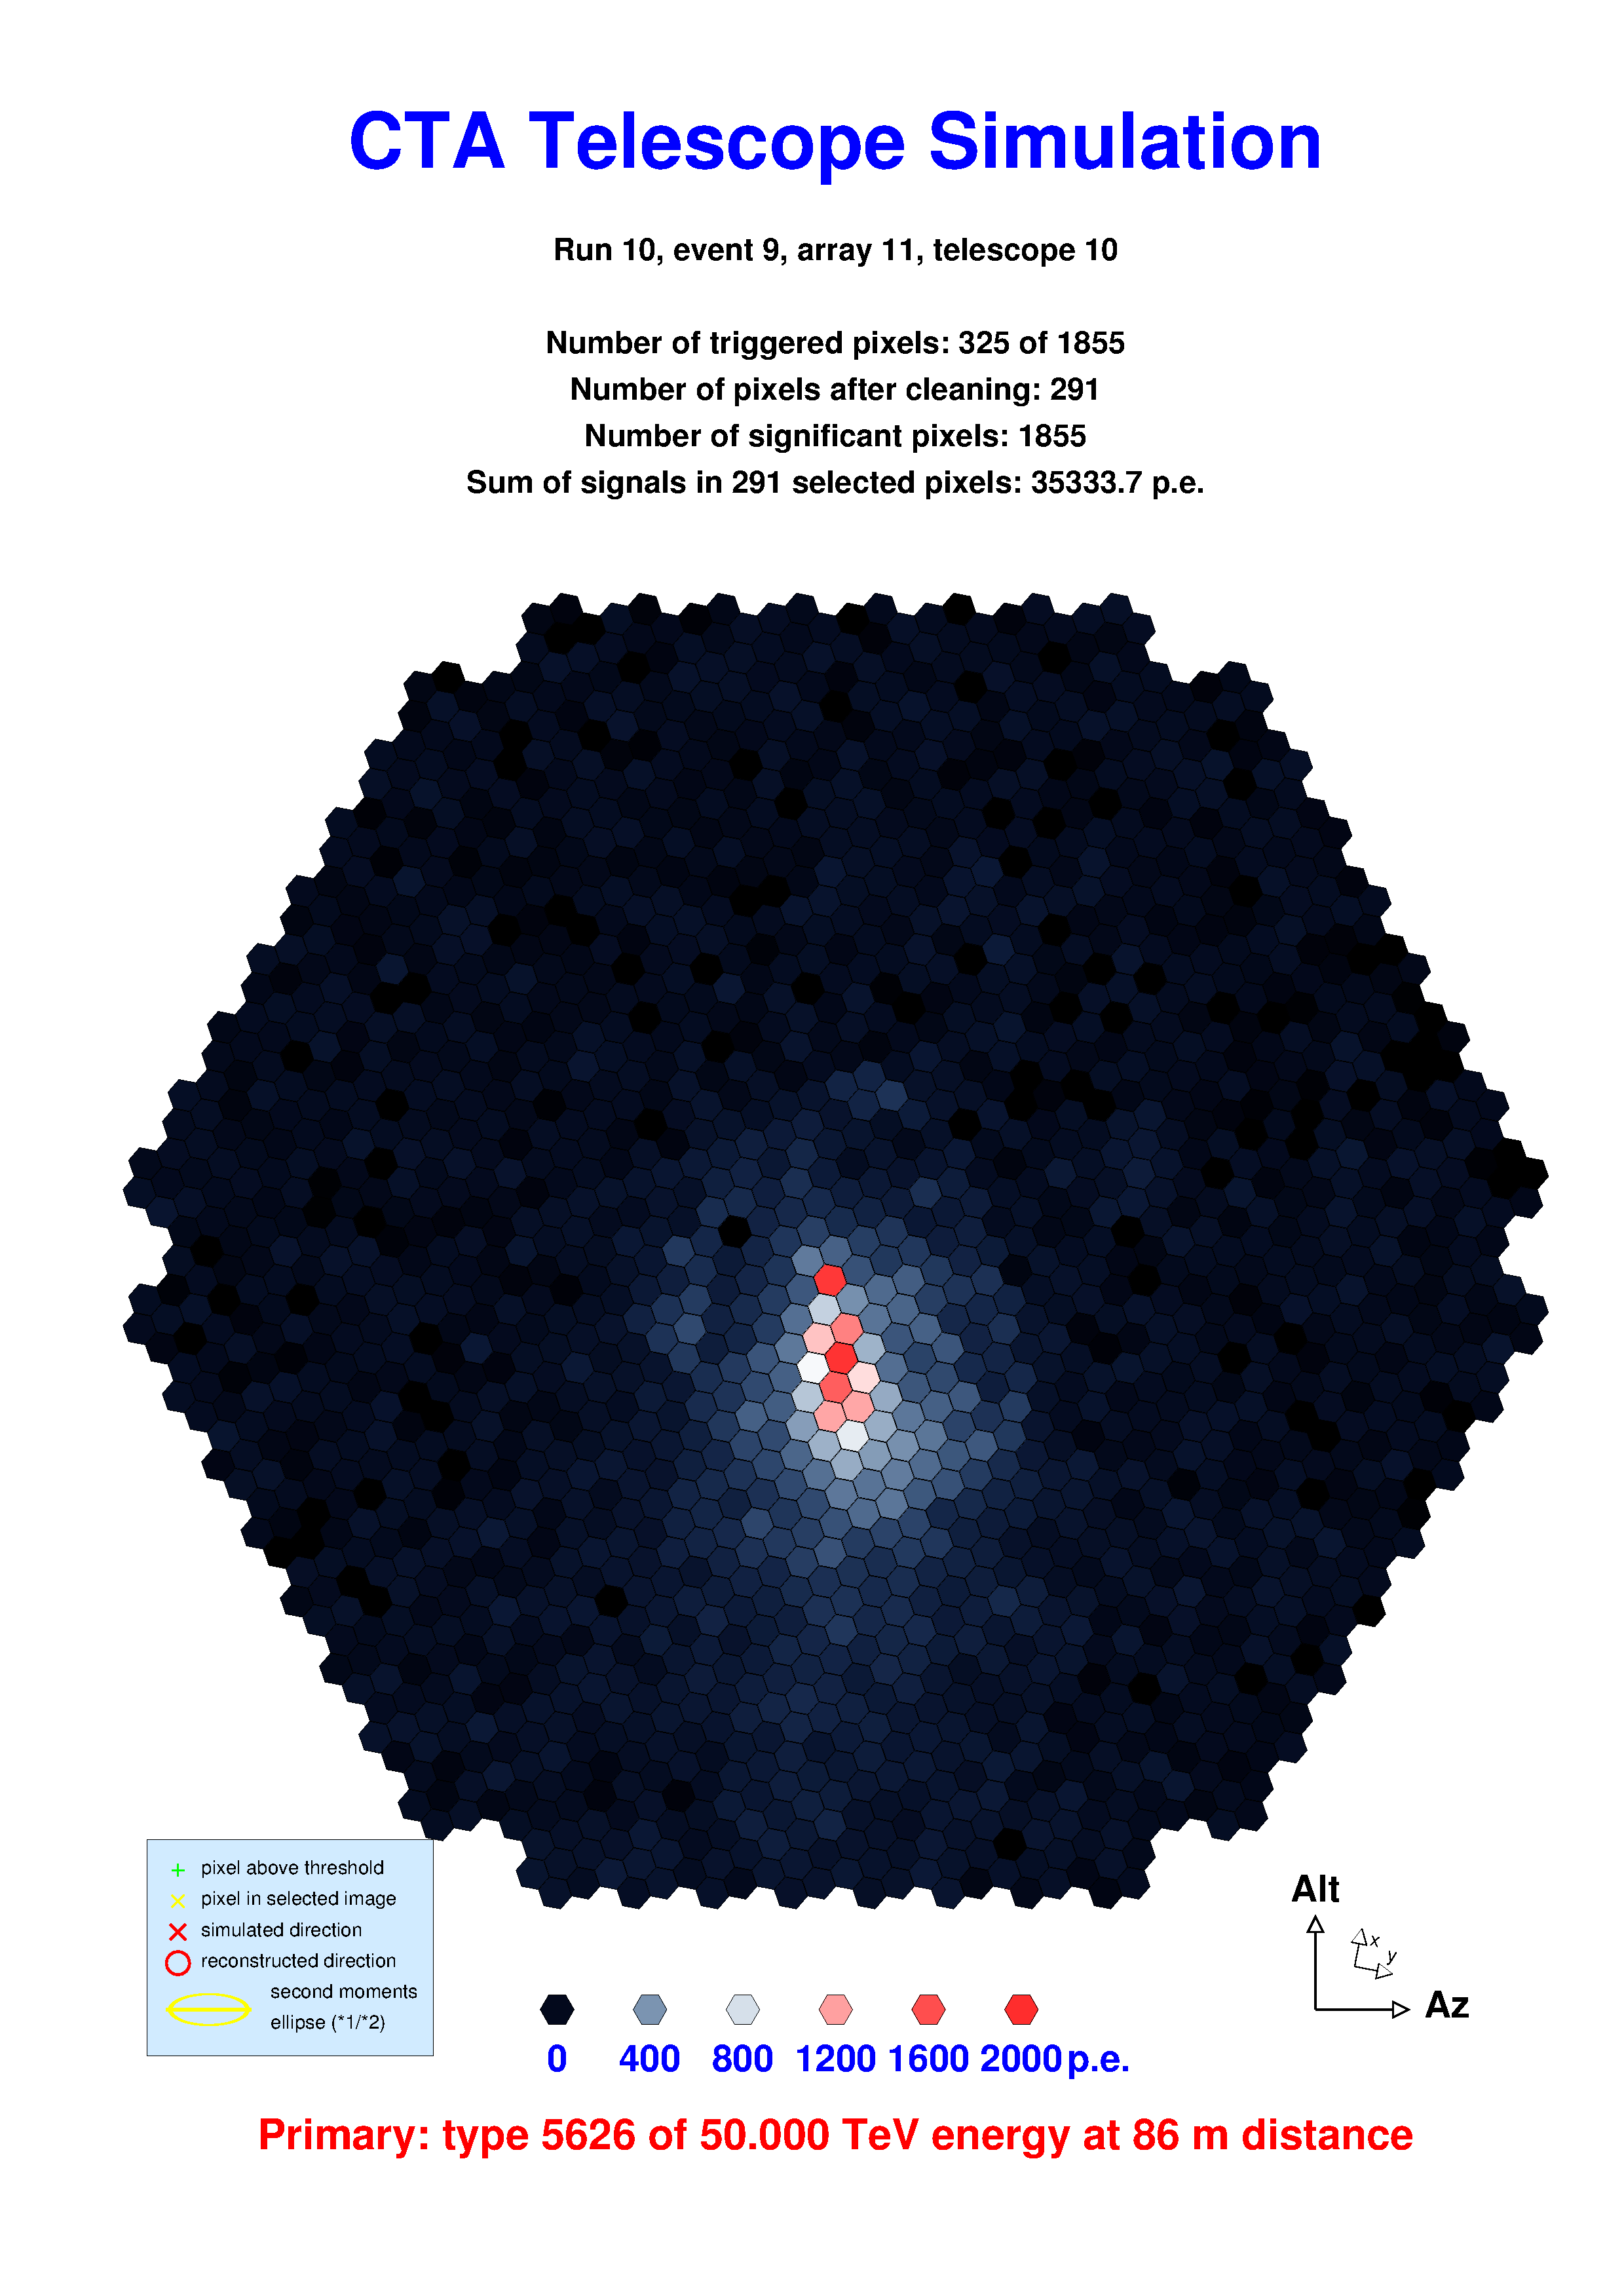 CTA Telescope Simulation
Run 10, event 9, array 11, telescope 10
Number of triggered pixels: 325 of 1855
Number of pixels after cleaning: 291
Number of significant pixels: 1855
Sum of signals in 291 selected pixels: 35333.7 p.e.
pixel above threshold
pixel in selected image
simulated direction
reconstructed direction
second moments
ellipse (*1/*2)
Alt
x
y
Az
0 400 800 1200 1600 2000 p.e.
Primary: type 5626 of 50.000 TeV energy at 86 m distance